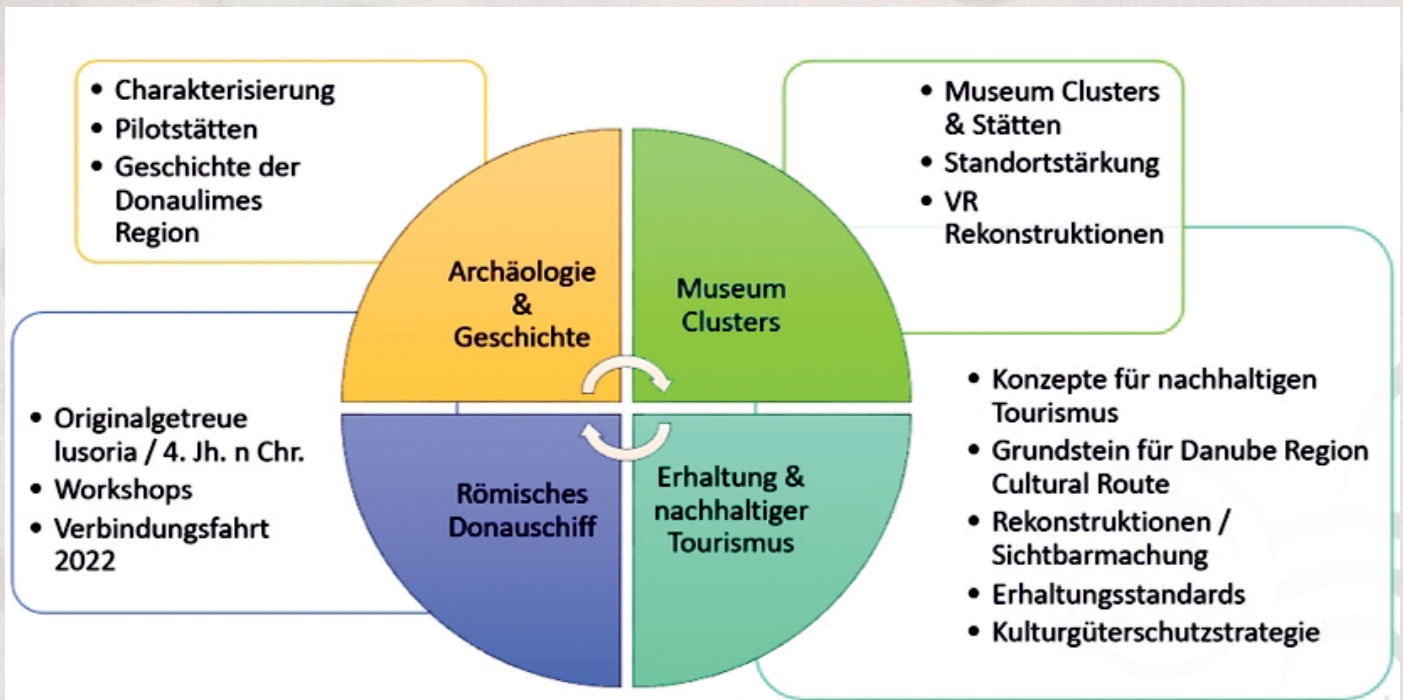 • Charakterisierung
• Pilotstätten
• Geschichte der
Donaulimes
Region
Archäologie
&
Geschichte
• Museum Clusters
& Stätten
• Standortstärkung
• VR
Rekonstruktionen
Museum
Clusters
• Originalgetreue
lusoria / 4. Jh. n Chr.
• Workshops
• Verbindungsfahrt
2022
Römisches
Donauschiff
Erhaltung &
nachhaltiger
Tourismus
• Konzepte für nachhaltigen
Tourismus
• Grundstein für Danube Region
Cultural Route
• Rekonstruktionen /
Sichtbarmachung
• Erhaltungsstandards
• Kulturgüterschutzstrategie